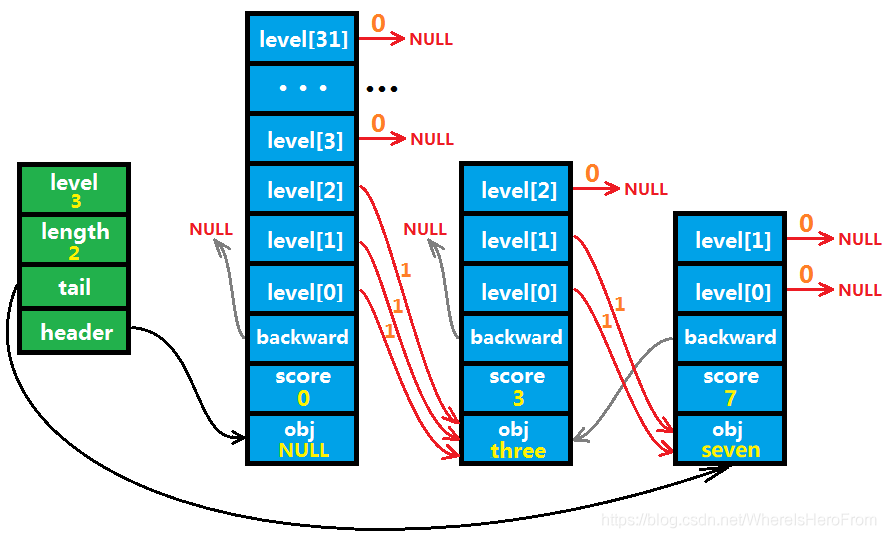 level
3
length
2
tail
header
level[31]
0
NULL
• • •
•••
level[3]
0
NULL
level[2]
level[1]
level[0]
NULL
backward
score
0
obj
NULL
1
1
1
level[2]
0
NULL
level[1]
level[0]
NULL
backward
score
3
obj
three
1
1
level[1]
0
NULL
level[0]
0
NULL
backward
score
7
obj
seven
https://blog.csdn.net/WhereIsHeroFrom